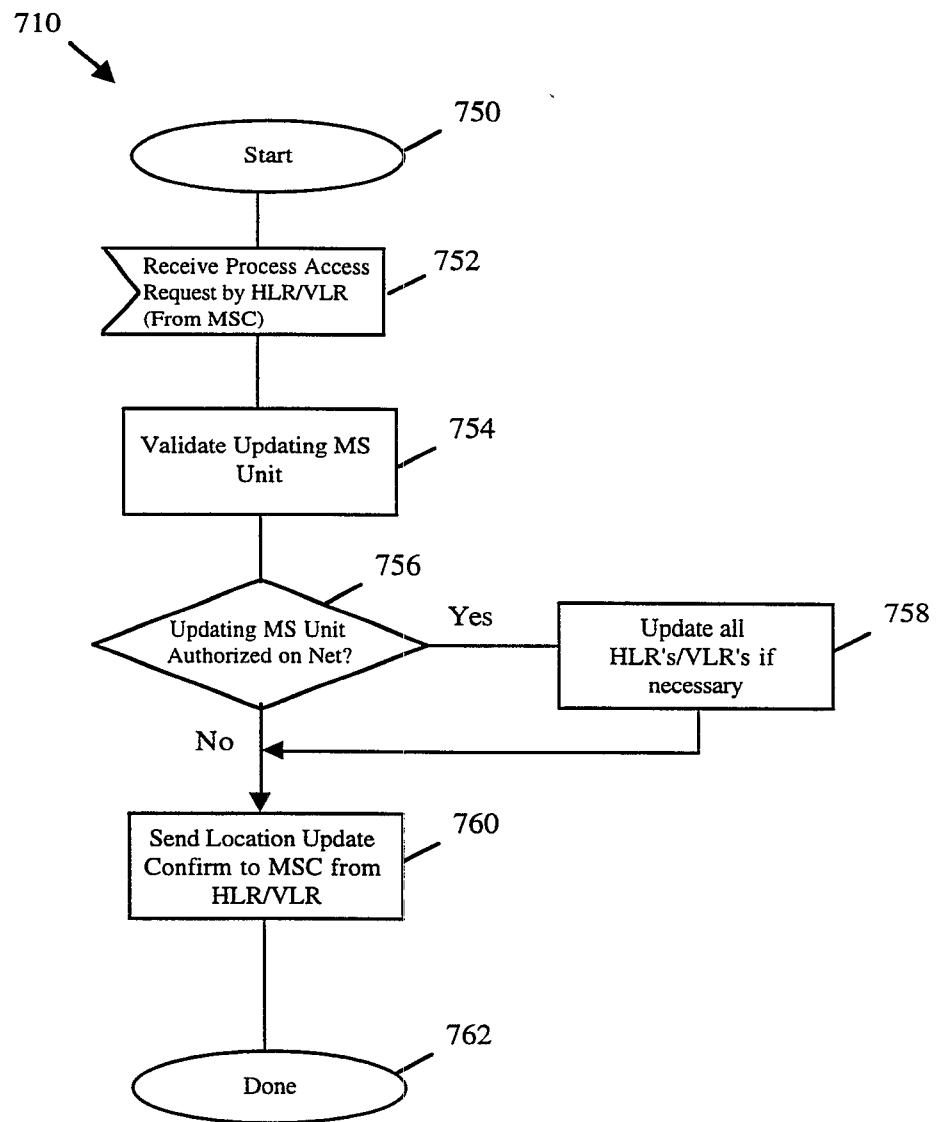 710
750
Start
752
Receive Process Access
Request by HLR/VLR
(From MSC)
754
Validate Updating MS
Unit
756
Updating MS Unit
Authorized on Net?
Yes
758
Update all
HLR's/VLR's if
necessary
No
760
Send Location Update
Confirm to MSC from
HLR/VLR
762
Done